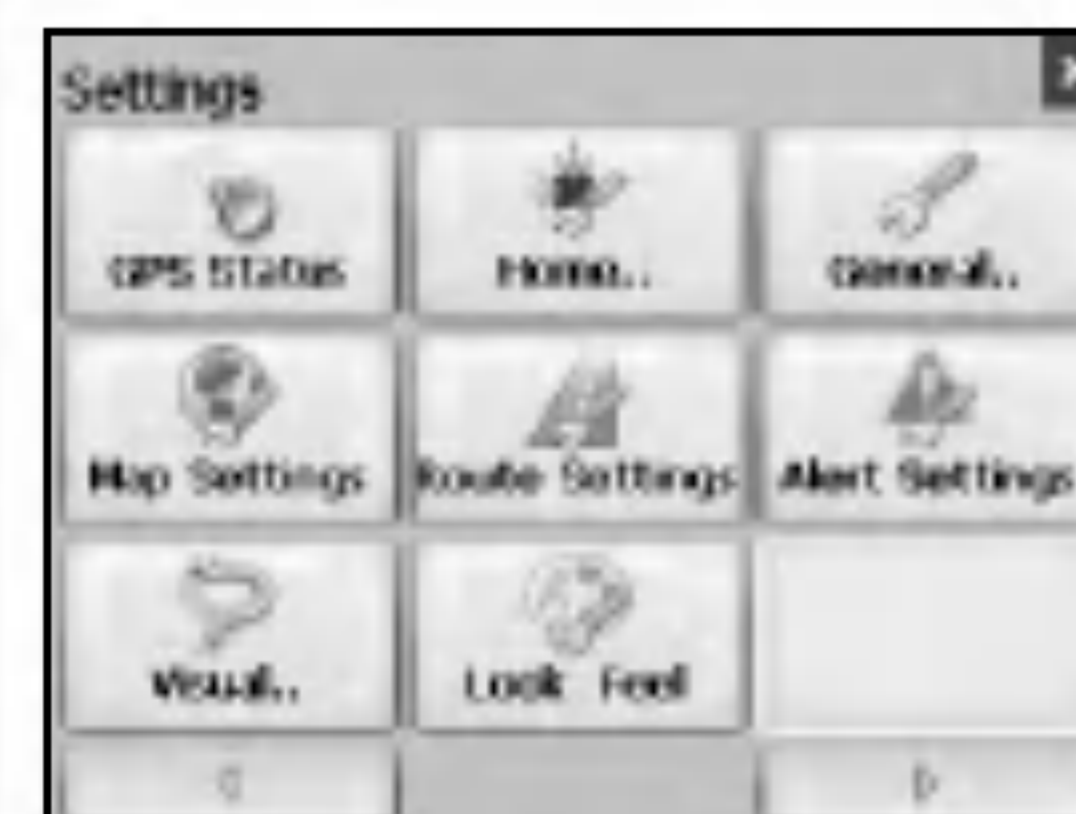 Settings
GPS Status
Home..
General..
Map Settings
Route Settings
Alert Settings
Visual..
Look Feel